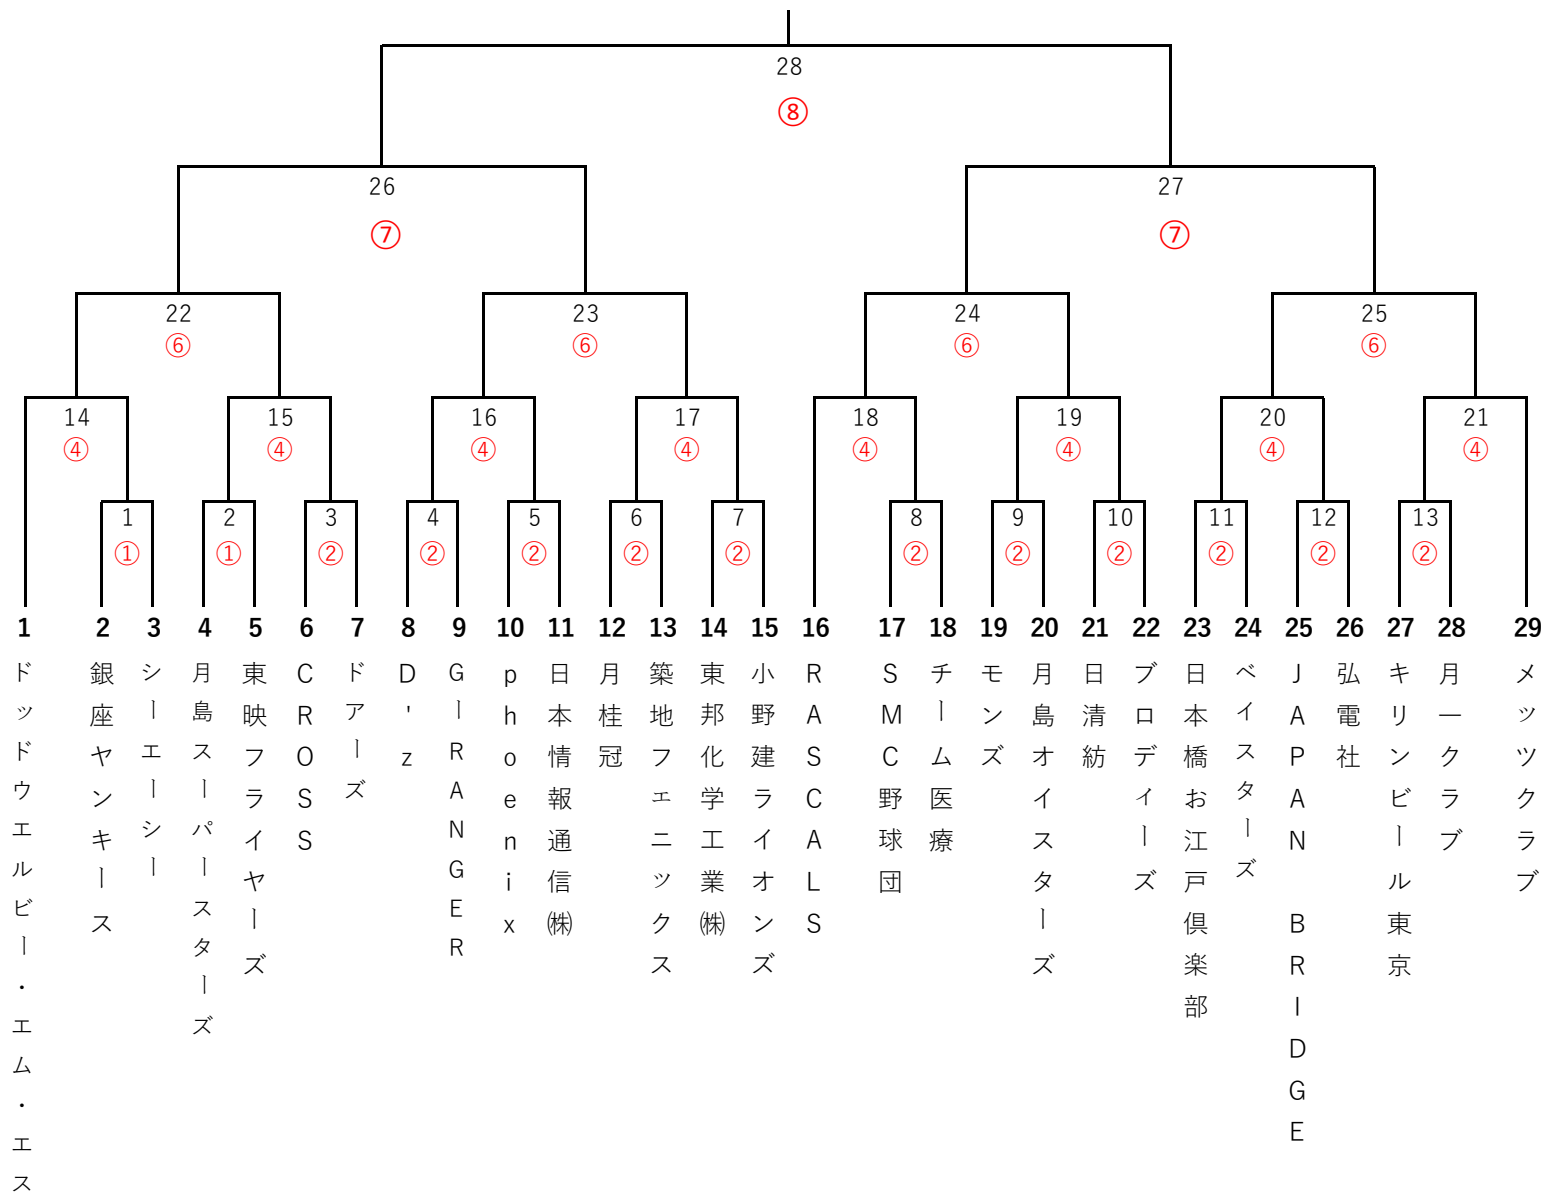 28
⑧
26 27
⑦ ⑦
22 23 24 25
⑥ ⑥ ⑥ ⑥
14 15 16 17 18 19 20 21
④ ④ ④ ④ ④ ④ ④ ④
1 2 3 4 5 6 7 8 9 10 11 12 13
① ① ② ② ② ② ② ② ② ② ② ② ②
1 2 3 4 5 6 7 8 9 10 11 12 13 14 15 16 17 18 19 20 21 22 23 24 25 26 27 28 29
ドッドウエルビー・エム・エス
銀座ヤンキース
シーエーシー
月島スーパースターズ
東映フライヤーズ
CROSS
ドアーズ
D'z
GーRANGER
phoenix
日本情報通信㈱
月桂冠
築地フェニックス
東邦化学工業㈱
小野建ライオンズ
RASCALS
SMC野球団
チーム医療
モンズ
月島オイスターズ
日清紡
ブロディーズ
日本橋お江戸倶楽部
ベイスターズ
JAPAN BRIDGE
弘電社
キリンビール東京
月一クラブ
メッツクラブ